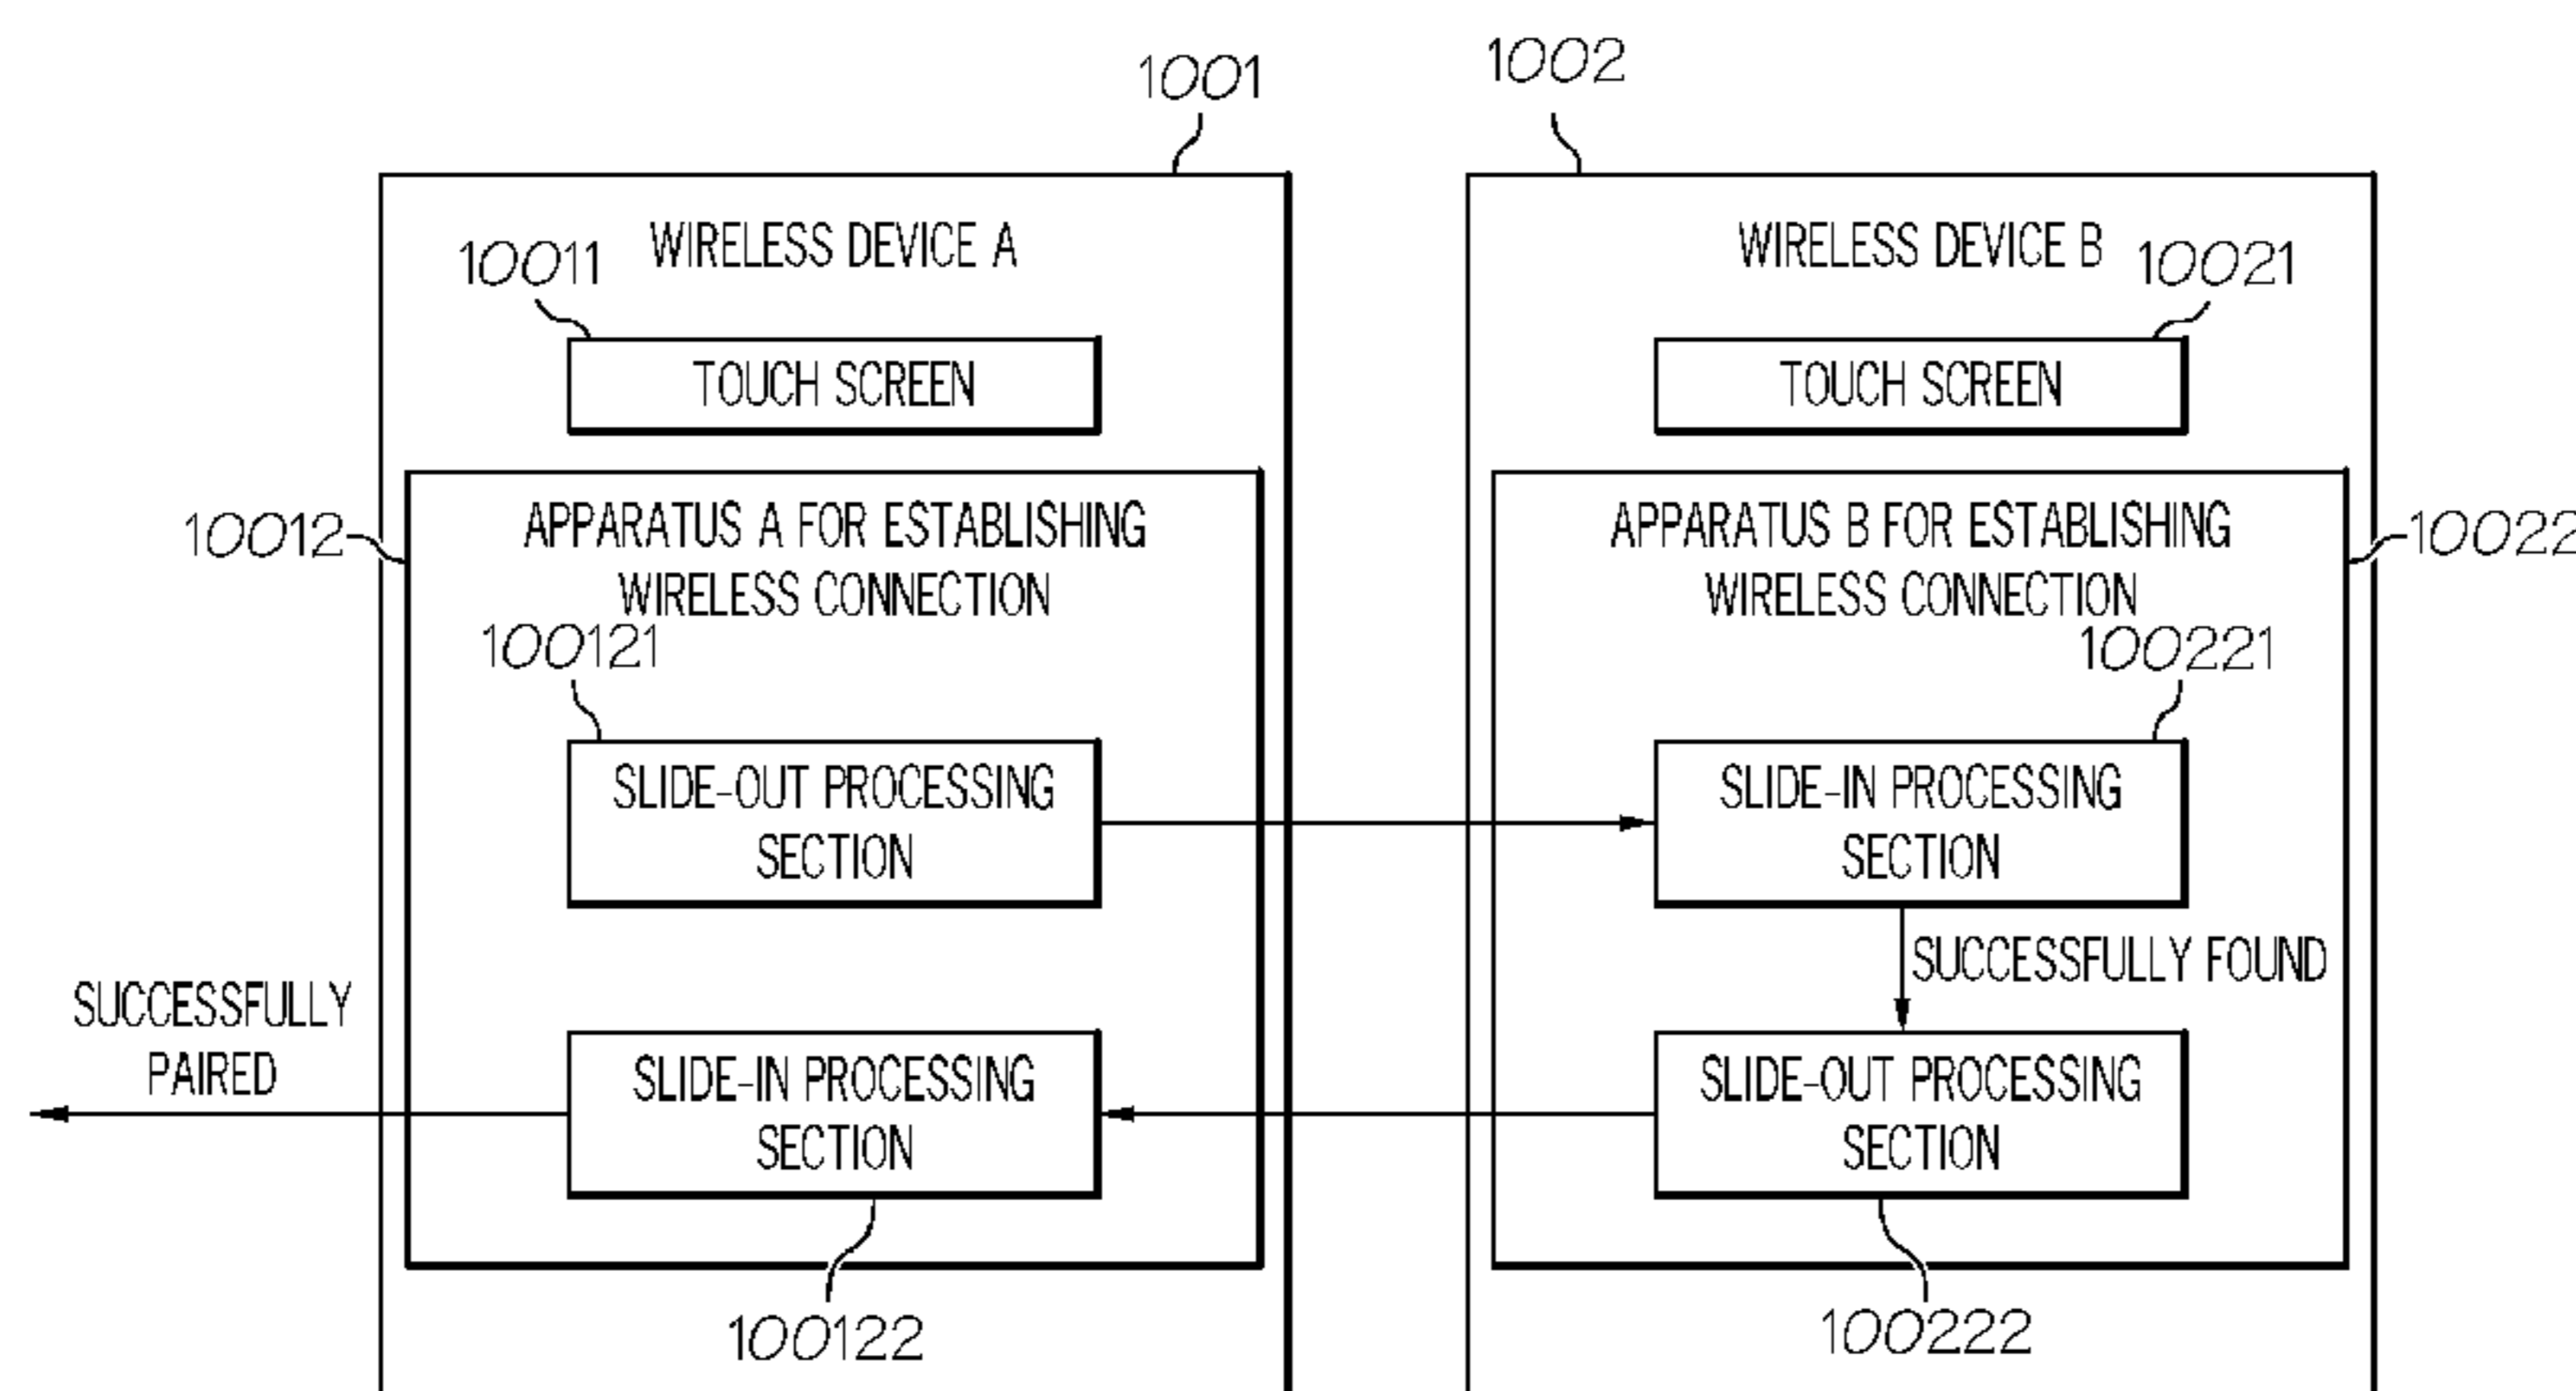 1001
1002
WIRELESS DEVICE A
10011
TOUCH SCREEN
WIRELESS DEVICE B
10021
TOUCH SCREEN
10012
APPARATUS A FOR ESTABLISHING
WIRELESS CONNECTION
100121
SLIDE-OUT PROCESSING
SECTION
APPARATUS B FOR ESTABLISHING
WIRELESS CONNECTION
10022
100221
SLIDE-IN PROCESSING
SECTION
SUCCESSFULLY FOUND
SUCCESSFULLY
PAIRED
SLIDE-IN PROCESSING
SECTION
100122
SLIDE-OUT PROCESSING
SECTION
100222